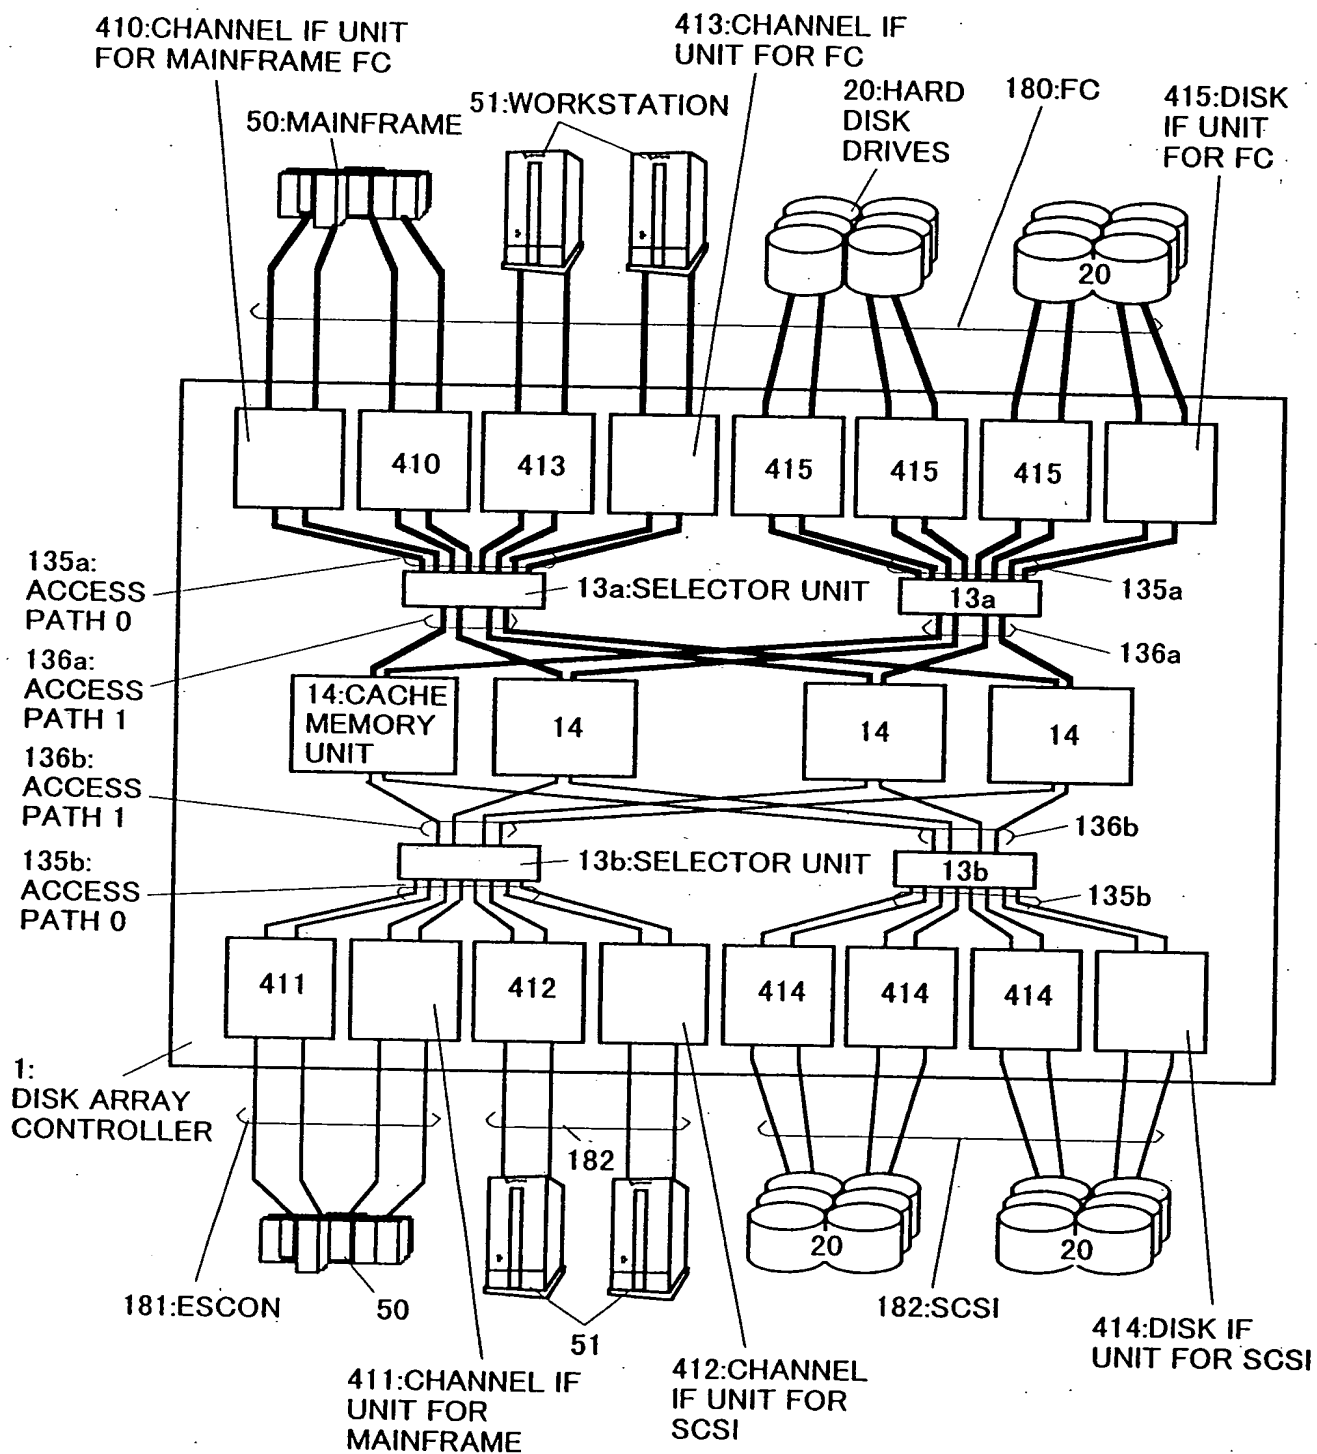 410:CHANNEL IF UNIT
FOR MAINFRAME FC
413:CHANNEL IF
UNIT FOR FC
50:MAINFRAME
51:WORKSTATION
20:HARD
DISK
DRIVES
180:FC
415:DISK
IF UNIT
FOR FC
20
410
413
415
415
415
135a:
ACCESS
PATH 0
13a:SELECTOR UNIT
13a
135a
136a:
ACCESS
PATH 1
136a
14:CACHE
MEMORY
UNIT
14
14
14
136b:
ACCESS
PATH 1
136b
135b:
ACCESS
PATH 0
13b:SELECTOR UNIT
13b
135b
411
412
414
414
414
1:
DISK ARRAY
CONTROLLER
182
20
20
181:ESCON
50
51
182:SCSI
411:CHANNEL IF
UNIT FOR
MAINFRAME
412:CHANNEL
IF UNIT FOR
SCSI
414:DISK IF
UNIT FOR SCSI